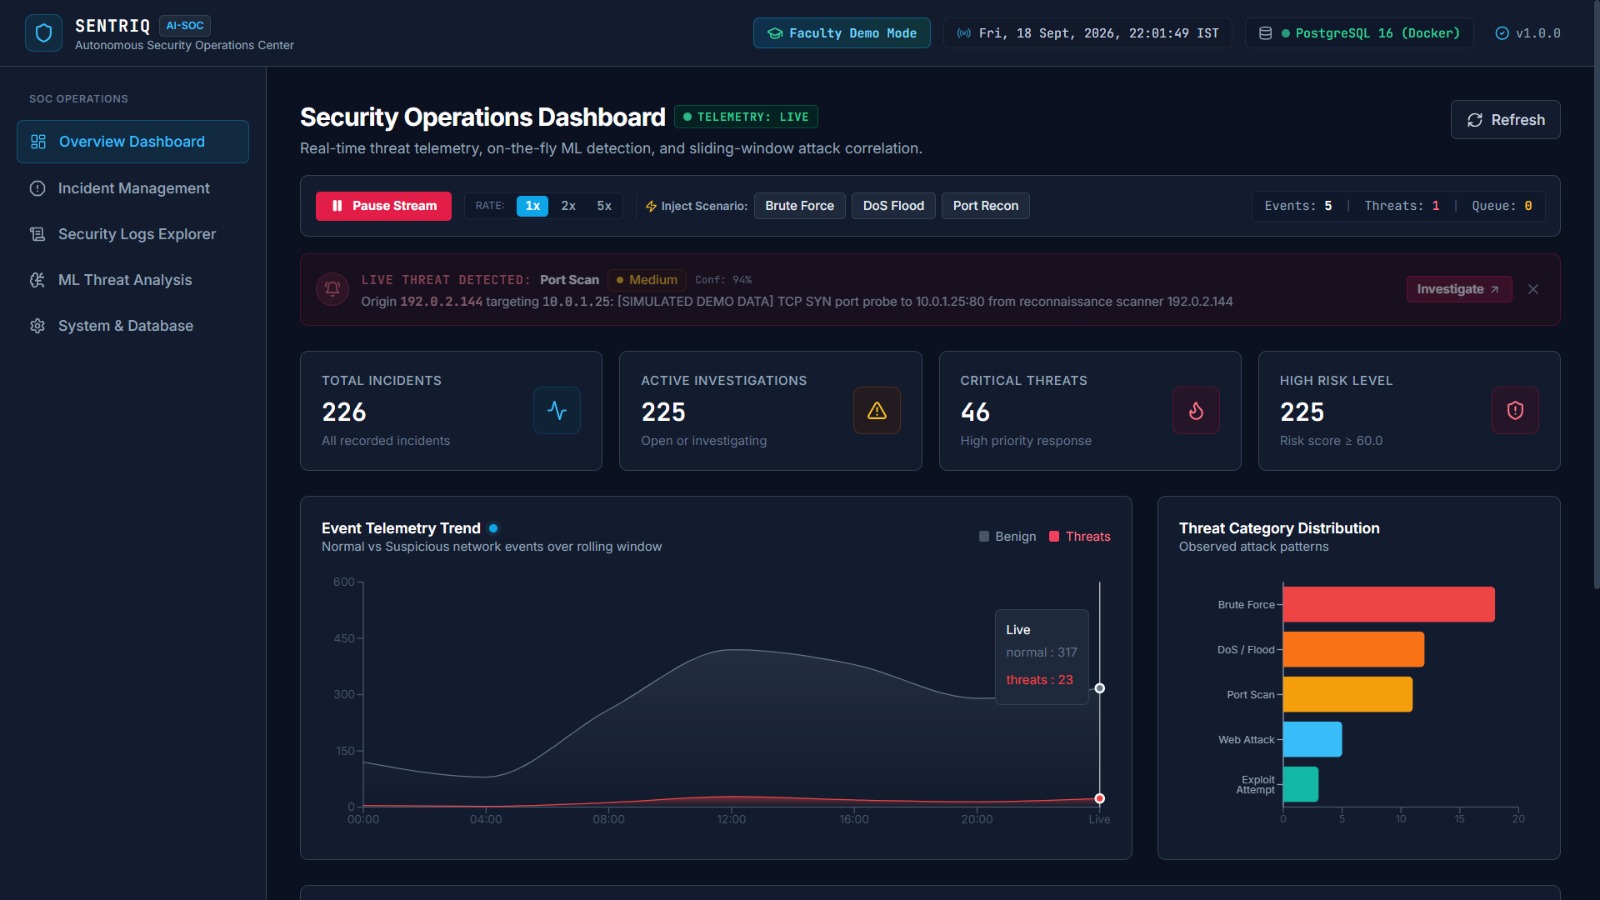 SENTRIQ AI-SOC
Autonomous Security Operations Center
Faculty Demo Mode
Fri, 18 Sept, 2026, 22:01:49 IST
PostgreSQL 16 (Docker)
v1.0.0
SOC OPERATIONS
Overview Dashboard
Incident Management
Security Logs Explorer
ML Threat Analysis
System & Database
Security Operations Dashboard
TELEMETRY: LIVE
Real-time threat telemetry, on-the-fly ML detection, and sliding-window attack correlation.
Refresh
Pause Stream
RATE: 1x 2x 5x
Inject Scenario: Brute Force DoS Flood Port Recon
Events: 5 | Threats: 1 | Queue: 0
LIVE THREAT DETECTED: Port Scan Medium Conf: 94%
Origin 192.0.2.144 targeting 10.0.1.25: [SIMULATED DEMO DATA] TCP SYN port probe to 10.0.1.25:80 from reconnaissance scanner 192.0.2.144
Investigate
TOTAL INCIDENTS
226
All recorded incidents
ACTIVE INVESTIGATIONS
225
Open or investigating
CRITICAL THREATS
46
High priority response
HIGH RISK LEVEL
225
Risk score ≥ 60.0
Event Telemetry Trend
Normal vs Suspicious network events over rolling window
Benign Threats
600
450
300
150
0
00:00 04:00 08:00 12:00 16:00 20:00 Live
Live
normal : 317
threats : 23
Threat Category Distribution
Observed attack patterns
Brute Force
DoS / Flood
Port Scan
Web Attack
Exploit
Attempt
0 5 10 15 20